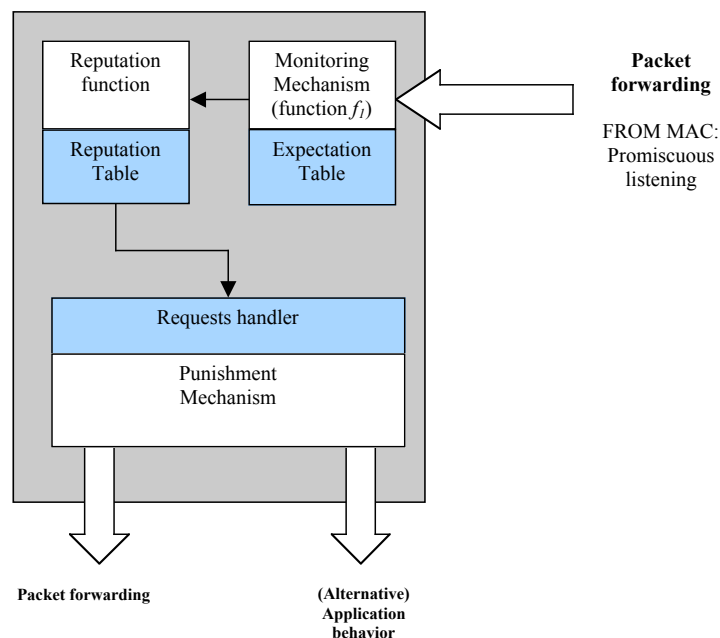 Reputation
function
Monitoring
Mechanism
(function f1)
Packet
forwarding
FROM MAC:
Promiscuous
listening
Reputation
Table
Expectation
Table
Requests handler
Punishment
Mechanism
Packet forwarding
(Alternative)
Application
behavior